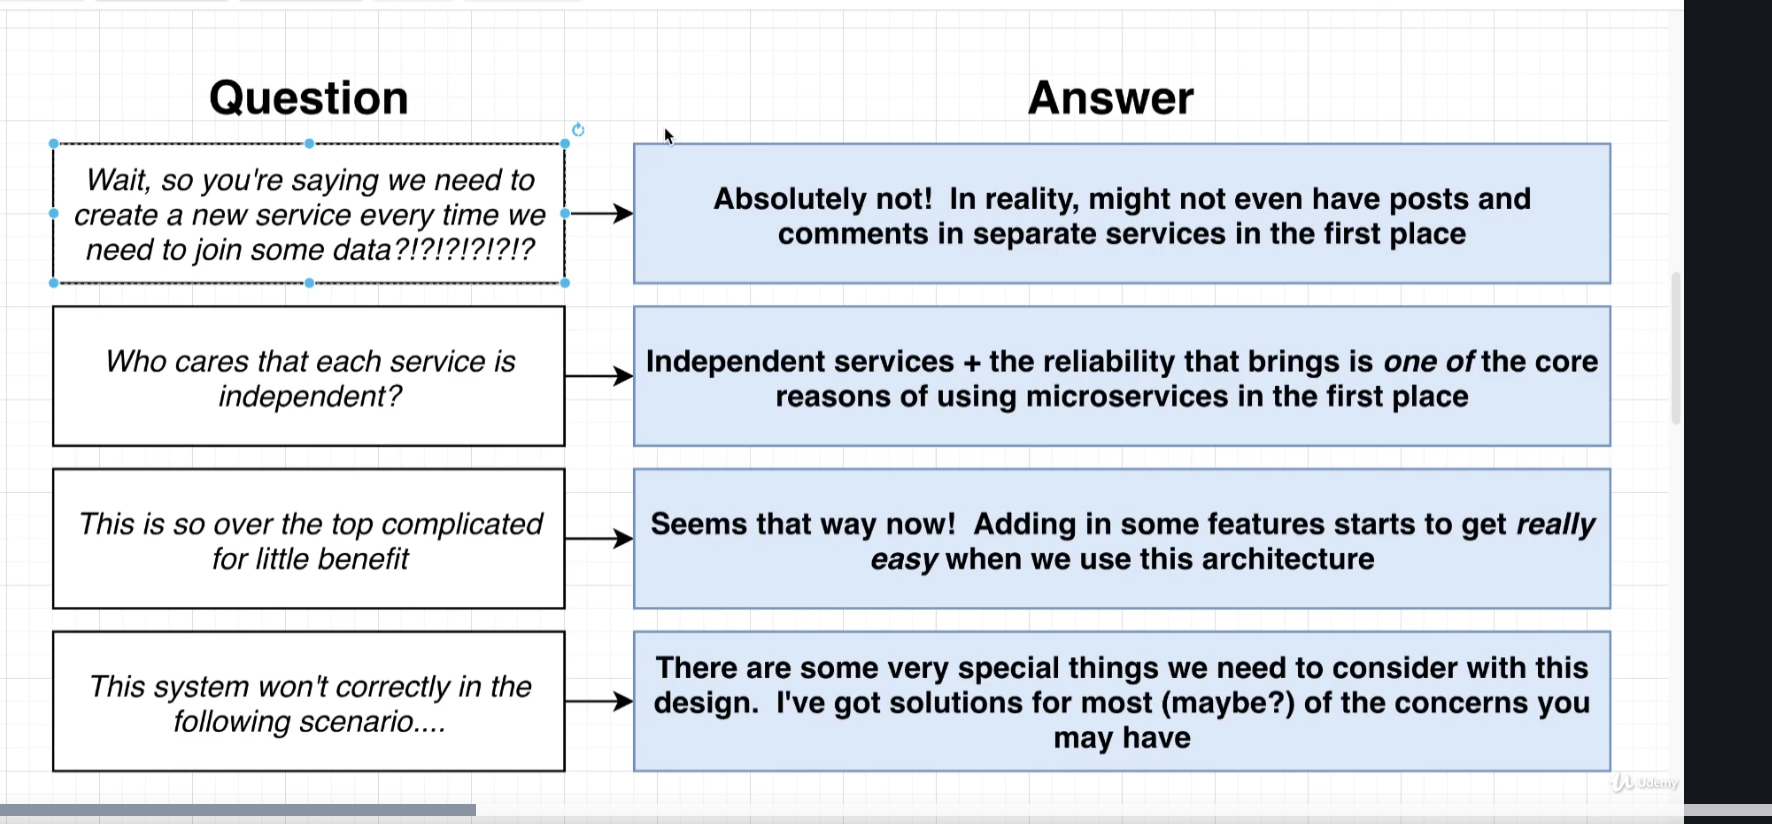 Question
Answer
Wait, so you're saying we need to
create a new service every time we
need to join some data?!?!?!?!?!?
Absolutely not!  In reality, might not even have posts and
comments in separate services in the first place
Who cares that each service is
independent?
Independent services + the reliability that brings is one of the core
reasons of using microservices in the first place
This is so over the top complicated
for little benefit
Seems that way now!  Adding in some features starts to get really
easy when we use this architecture
This system won't correctly in the
following scenario....
There are some very special things we need to consider with this
design.  I've got solutions for most (maybe?) of the concerns you
may have
Udemy